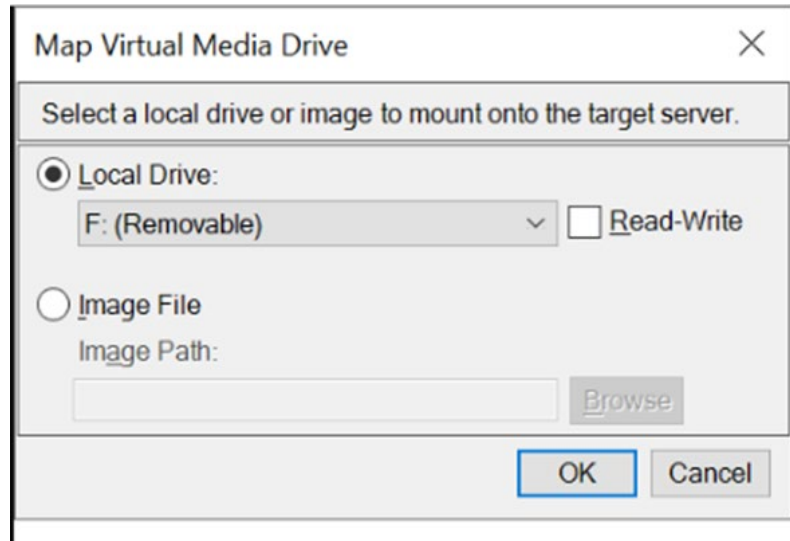 Map Virtual Media Drive
Select a local drive or image to mount onto the target server.
Local Drive:
F: (Removable)
Read-Write
Image File
Image Path:
Browse
OK
Cancel